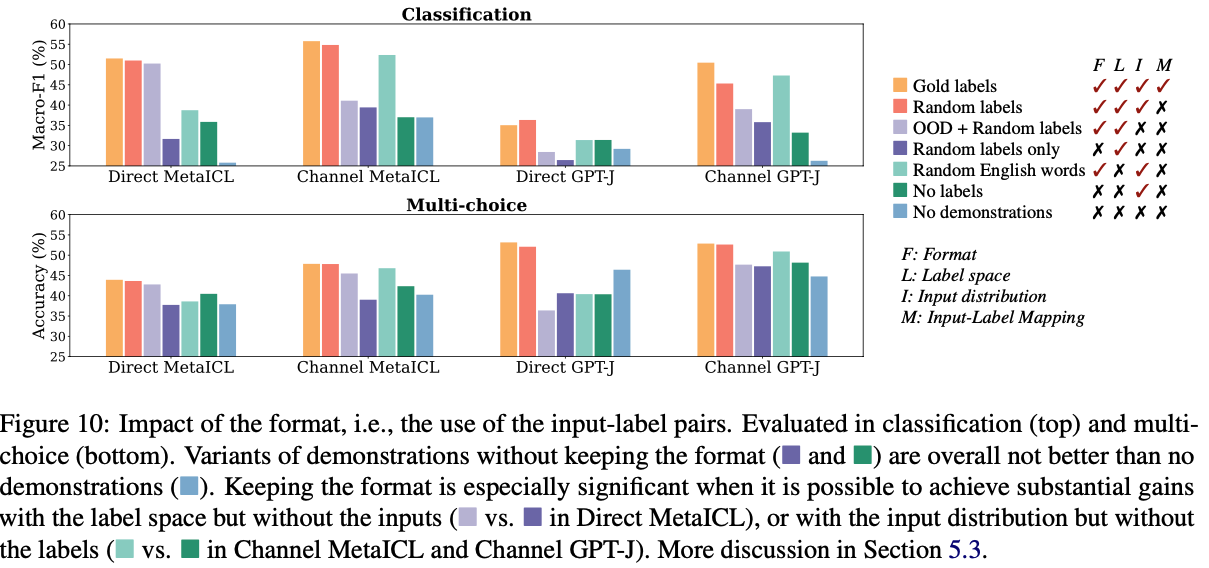 Classification
Macro-F1 (%)
60
55
50
45
40
35
30
25
Direct MetaICL Channel MetaICL Direct GPT-J Channel GPT-J
Multi-choice
Accuracy (%)
60
55
50
45
40
35
30
25
Direct MetaICL Channel MetaICL Direct GPT-J Channel GPT-J
F L I M
Gold labels ✓ ✓ ✓ ✓
Random labels ✓ ✓ ✓ ✗
OOD + Random labels ✓ ✓ ✗ ✗
Random labels only ✗ ✓ ✗ ✗
Random English words ✓ ✗ ✓ ✗
No labels ✗ ✗ ✓ ✗
No demonstrations ✗ ✗ ✗ ✗
F: Format
L: Label space
I: Input distribution
M: Input-Label Mapping
Figure 10: Impact of the format, i.e., the use of the input-label pairs. Evaluated in classification (top) and multi-
choice (bottom). Variants of demonstrations without keeping the format (■ and ■) are overall not better than no
demonstrations (■). Keeping the format is especially significant when it is possible to achieve substantial gains
with the label space but without the inputs (■ vs. ■ in Direct MetaICL), or with the input distribution but without
the labels (■ vs. ■ in Channel MetaICL and Channel GPT-J). More discussion in Section 5.3.